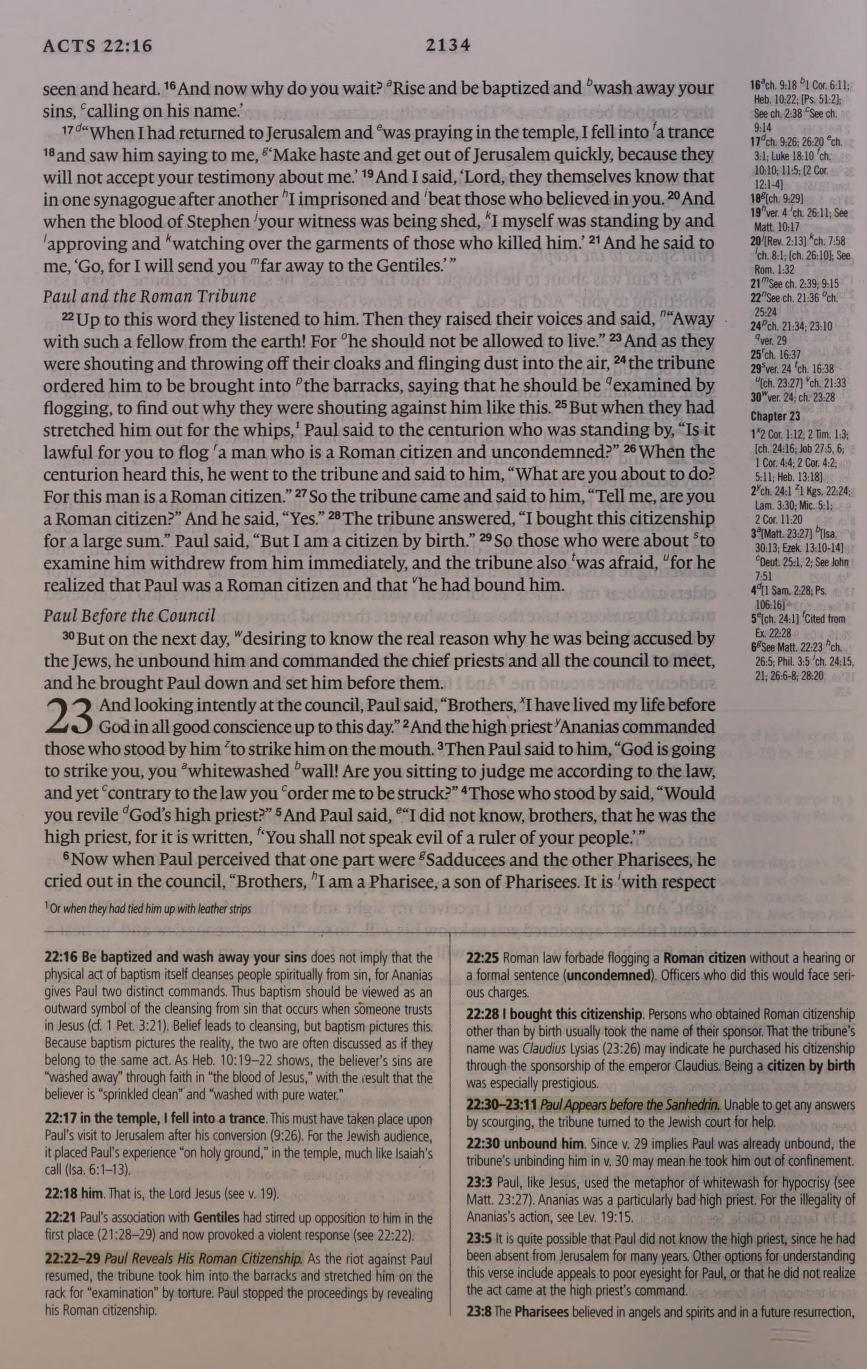 ACTS 22:16
2134
seen and heard. 16 And now why do you wait? aRise and be baptized and bwash away your
sins, ccalling on his name.’
17 d“When I had returned to Jerusalem and ewas praying in the temple, I fell into fa trance
18 and saw him saying to me, g‘Make haste and get out of Jerusalem quickly, because they
will not accept your testimony about me.’ 19 And I said, ‘Lord, they themselves know that
in one synagogue after another hI imprisoned and ibeat those who believed in you. 20 And
when the blood of Stephen jyour witness was being shed, kI myself was standing by and
lapproving and kwatching over the garments of those who killed him.’ 21 And he said to
me, ‘Go, for I will send you mfar away to the Gentiles.’”
Paul and the Roman Tribune
22 Up to this word they listened to him. Then they raised their voices and said, n“Away
with such a fellow from the earth! For ohe should not be allowed to live.” 23 And as they
were shouting and throwing off their cloaks and flinging dust into the air, 24 the tribune
ordered him to be brought into pthe barracks, saying that he should be qexamined by
flogging, to find out why they were shouting against him like this. 25 But when they had
stretched him out for the whips,1 Paul said to the centurion who was standing by, “Is it
lawful for you to flog ra man who is a Roman citizen and uncondemned?” 26 When the
centurion heard this, he went to the tribune and said to him, “What are you about to do?
For this man is a Roman citizen.” 27 So the tribune came and said to him, “Tell me, are you
a Roman citizen?” And he said, “Yes.” 28 The tribune answered, “I bought this citizenship
for a large sum.” Paul said, “But I am a citizen by birth.” 29 So those who were about sto
examine him withdrew from him immediately, and the tribune also twas afraid, ufor he
realized that Paul was a Roman citizen and that vhe had bound him.
Paul Before the Council
30 But on the next day, wdesiring to know the real reason why he was being accused by
the Jews, he unbound him and commanded the chief priests and all the council to meet,
and he brought Paul down and set him before them.
23 And looking intently at the council, Paul said, “Brothers, xI have lived my life before
God in all good conscience up to this day.” 2 And the high priest yAnanias commanded
those who stood by him zto strike him on the mouth. 3 Then Paul said to him, “God is going
to strike you, you awhitewashed bwall! Are you sitting to judge me according to the law,
and yet ccontrary to the law you corder me to be struck?” 4 Those who stood by said, “Would
you revile dGod’s high priest?” 5 And Paul said, e“I did not know, brothers, that he was the
high priest, for it is written, f‘You shall not speak evil of a ruler of your people.’”
6 Now when Paul perceived that one part were gSadducees and the other Pharisees, he
cried out in the council, “Brothers, hI am a Pharisee, a son of Pharisees. It is iwith respect
1 Or when they had tied him up with leather strips
16 ach. 9:18 b1 Cor. 6:11;
Heb. 10:22; [Ps. 51:2];
See ch. 2:38 cSee ch.
9:14
17 dch. 9:26; 26:20 ech.
3:1; Luke 18:10 fch.
10:10; 11:5; [2 Cor.
12:1-4]
18 g[ch. 9:29]
19 hver. 4 ich. 26:11; See
Matt. 10:17
20 j[Rev. 2:13] kch. 7:58
lch. 8:1; [ch. 26:10]; See
Rom. 1:32
21 mSee ch. 2:39; 9:15
22 nSee ch. 21:36 och.
25:24
24 pch. 21:34; 23:10
qver. 29
25 rch. 16:37
29 sver. 24 tch. 16:38
u[ch. 23:27] vch. 21:33
30 wver. 24; ch. 23:28
Chapter 23
1 x2 Cor. 1:12; 2 Tim. 1:3;
[ch. 24:16; Job 27:5, 6;
1 Cor. 4:4; 2 Cor. 4:2;
5:11; Heb. 13:18]
2 ych. 24:1 z1 Kgs. 22:24;
Lam. 3:30; Mic. 5:1;
2 Cor. 11:20
3 a[Matt. 23:27] b[Isa.
30:13; Ezek. 13:10-14]
cDeut. 25:1, 2; See John
7:51
4 d[1 Sam. 2:28; Ps.
106:16]
5 e[ch. 24:1] fCited from
Ex. 22:28
6 gSee Matt. 22:23 hch.
26:5; Phil. 3:5 ich. 24:15,
21; 26:6-8; 28:20
22:16 Be baptized and wash away your sins does not imply that the
physical act of baptism itself cleanses people spiritually from sin, for Ananias
gives Paul two distinct commands. Thus baptism should be viewed as an
outward symbol of the cleansing from sin that occurs when someone trusts
in Jesus (cf. 1 Pet. 3:21). Belief leads to cleansing, but baptism pictures this.
Because baptism pictures the reality, the two are often discussed as if they
belong to the same act. As Heb. 10:19–22 shows, the believer’s sins are
“washed away” through faith in “the blood of Jesus,” with the result that the
believer is “sprinkled clean” and “washed with pure water.”
22:17 in the temple, I fell into a trance. This must have taken place upon
Paul’s visit to Jerusalem after his conversion (9:26). For the Jewish audience,
it placed Paul’s experience “on holy ground,” in the temple, much like Isaiah’s
call (Isa. 6:1–13).
22:18 him. That is, the Lord Jesus (see v. 19).
22:21 Paul’s association with Gentiles had stirred up opposition to him in the
first place (21:28–29) and now provoked a violent response (see 22:22).
22:22–29 Paul Reveals His Roman Citizenship. As the riot against Paul
resumed, the tribune took him into the barracks and stretched him on the
rack for “examination” by torture. Paul stopped the proceedings by revealing
his Roman citizenship.
22:25 Roman law forbade flogging a Roman citizen without a hearing or
a formal sentence (uncondemned). Officers who did this would face seri-
ous charges.
22:28 I bought this citizenship. Persons who obtained Roman citizenship
other than by birth usually took the name of their sponsor. That the tribune’s
name was Claudius Lysias (23:26) may indicate he purchased his citizenship
through the sponsorship of the emperor Claudius. Being a citizen by birth
was especially prestigious.
22:30–23:11 Paul Appears before the Sanhedrin. Unable to get any answers
by scourging, the tribune turned to the Jewish court for help.
22:30 unbound him. Since v. 29 implies Paul was already unbound, the
tribune’s unbinding him in v. 30 may mean he took him out of confinement.
23:3 Paul, like Jesus, used the metaphor of whitewash for hypocrisy (see
Matt. 23:27). Ananias was a particularly bad high priest. For the illegality of
Ananias’s action, see Lev. 19:15.
23:5 It is quite possible that Paul did not know the high priest, since he had
been absent from Jerusalem for many years. Other options for understanding
this verse include appeals to poor eyesight for Paul, or that he did not realize
the act came at the high priest’s command.
23:8 The Pharisees believed in angels and spirits and in a future resurrection,